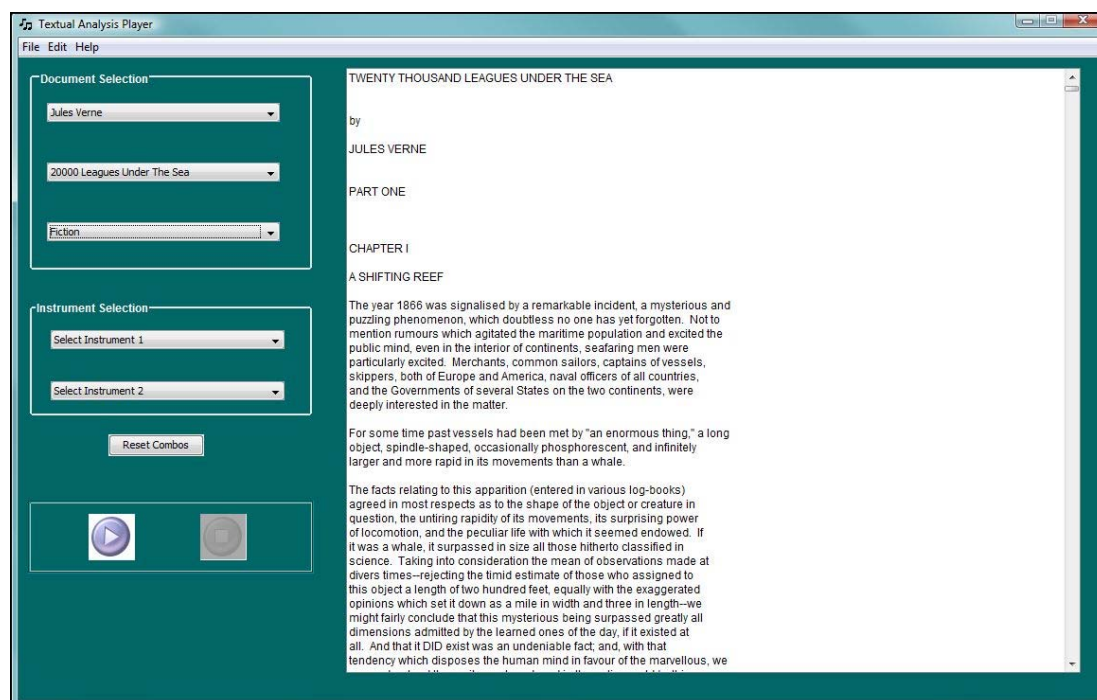 Textual Analysis Player
File Edit Help
Document Selection
Jules Verne
20000 Leagues Under The Sea
Fiction
Instrument Selection
Select Instrument 1
Select Instrument 2
Reset Combos
TWENTY THOUSAND LEAGUES UNDER THE SEA
by
JULES VERNE
PART ONE
CHAPTER I
A SHIFTING REEF
The year 1866 was signalised by a remarkable incident, a mysterious and
puzzling phenomenon, which doubtless no one has yet forgotten. Not to
mention rumours which agitated the maritime population and excited the
public mind, even in the interior of continents, seafaring men were
particularly excited. Merchants, common sailors, captains of vessels,
skippers, both of Europe and America, naval officers of all countries,
and the Governments of several States on the two continents, were
deeply interested in the matter.
For some time past vessels had been met by "an enormous thing," a long
object, spindle-shaped, occasionally phosphorescent, and infinitely
larger and more rapid in its movements than a whale.
The facts relating to this apparition (entered in various log-books)
agreed in most respects as to the shape of the object or creature in
question, the untiring rapidity of its movements, its surprising power
of locomotion, and the peculiar life with which it seemed endowed. If
it was a whale, it surpassed in size all those hitherto classified in
science. Taking into consideration the mean of observations made at
divers times--rejecting the timid estimate of those who assigned to
this object a length of two hundred feet, equally with the exaggerated
opinions which set it down as a mile in width and three in length--we
might fairly conclude that this mysterious being surpassed greatly all
dimensions admitted by the learned ones of the day, if it existed at
all. And that it DID exist was an undeniable fact; and, with that
tendency which disposes the human mind in favour of the marvellous, we